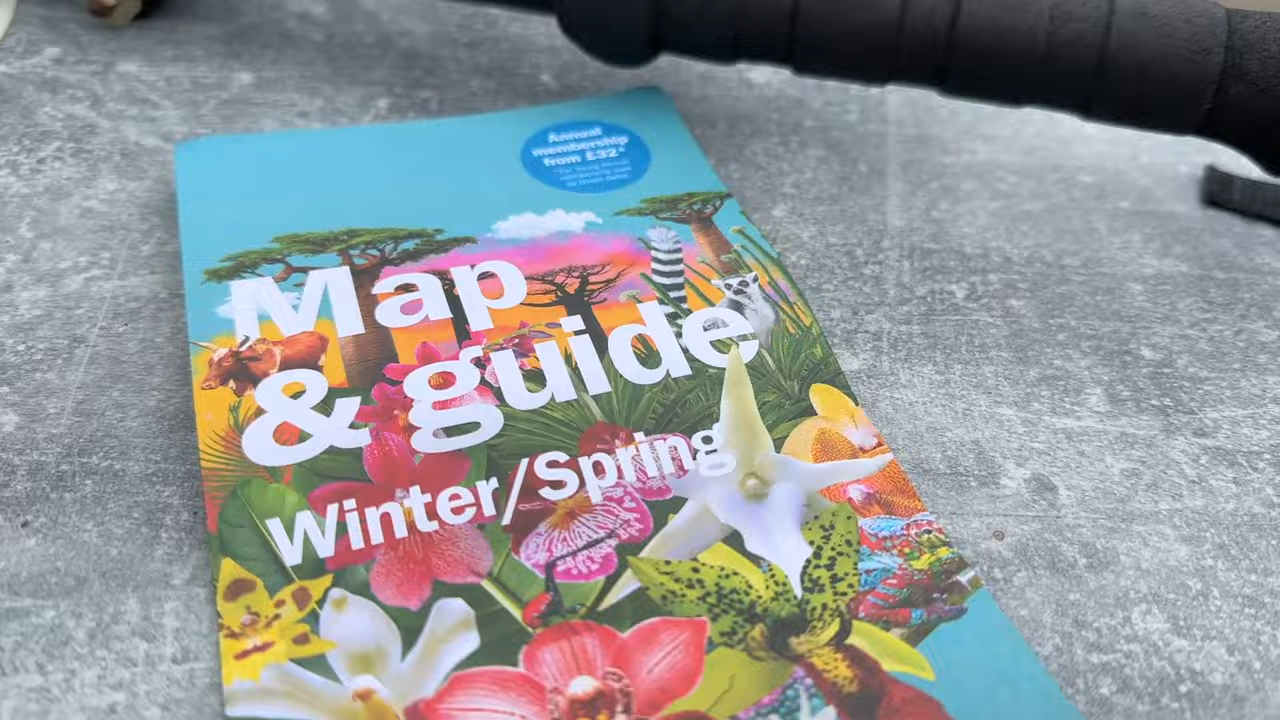 Annual
membership
from £32*
Map
& guide
Winter/Spring